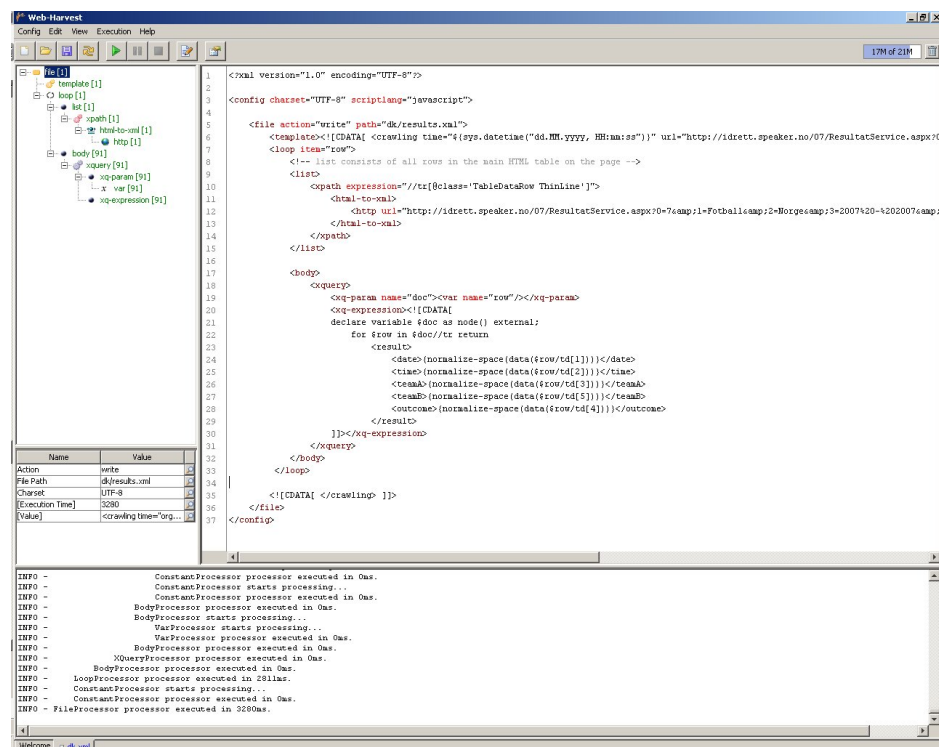 Web-Harvest
Config Edit View Execution Help
17M of 21M
file [1]
template [1]
loop [1]
list [1]
xpath [1]
html-to-xml [1]
http [1]
body [91]
xquery [91]
xq-param [91]
x var [91]
xq-expression [91]
Name Value
Action write
File Path dk/results.xml
Charset UTF-8
[Execution Time] 3280
[Value] <crawling time="org...
1 <?xml version="1.0" encoding="UTF-8"?>
2
3 <config charset="UTF-8" scriptlang="javascript">
4
5 <file action="write" path="dk/results.xml">
6 <template><![CDATA[ <crawling time="${sys.datetime("dd.MM.yyyy, HH:mm:ss")}" url="http://idrett.speaker.no/07/ResultatService.aspx?0
7 <loop item="row">
8 <!-- list consists of all rows in the main HTML table on the page -->
9 <list>
10 <xpath expression="//tr[@class='TableDataRow ThinLine']">
11 <html-to-xml>
12 <http url="http://idrett.speaker.no/07/ResultatService.aspx?0=7&amp;1=Fotball&amp;2=Norge&amp;3=2007%20-%202007&amp;
13 </html-to-xml>
14 </xpath>
15 </list>
16
17 <body>
18 <xquery>
19 <xq-param name="doc"><var name="row"/></xq-param>
20 <xq-expression><![CDATA[
21 declare variable $doc as node() external;
22 for $row in $doc//tr return
23 <result>
24 <date>{normalize-space(data($row/td[1]))}</date>
25 <time>{normalize-space(data($row/td[2]))}</time>
26 <teamA>{normalize-space(data($row/td[3]))}</teamA>
27 <teamB>{normalize-space(data($row/td[5]))}</teamB>
28 <outcome>{normalize-space(data($row/td[4]))}</outcome>
29 </result>
30 ]]></xq-expression>
31 </xquery>
32 </body>
33 </loop>
34
35 <![CDATA[ </crawling> ]]>
36 </file>
37 </config>
INFO - ConstantProcessor processor executed in 0ms.
INFO - ConstantProcessor starts processing...
INFO - ConstantProcessor processor executed in 0ms.
INFO - BodyProcessor processor executed in 0ms.
INFO - BodyProcessor starts processing...
INFO - VarProcessor starts processing...
INFO - VarProcessor processor executed in 0ms.
INFO - BodyProcessor processor executed in 0ms.
INFO - XQueryProcessor processor executed in 0ms.
INFO - BodyProcessor processor executed in 0ms.
INFO - LoopProcessor processor executed in 2811ms.
INFO - ConstantProcessor starts processing...
INFO - ConstantProcessor processor executed in 0ms.
INFO - FileProcessor processor executed in 3280ms.
Welcome dk.xml